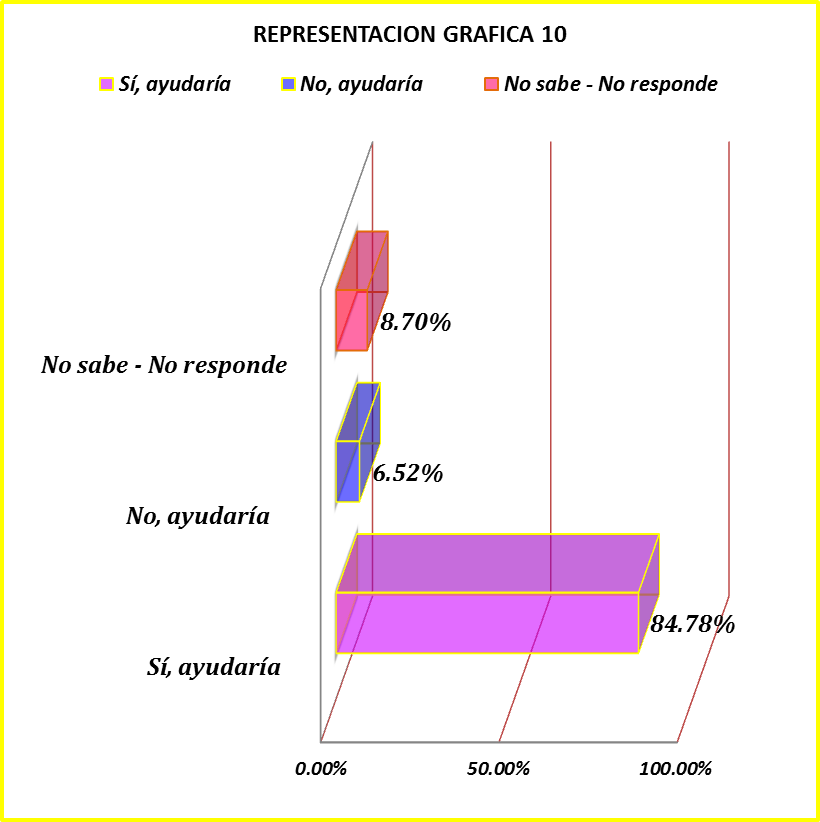 REPRESENTACION GRAFICA 10
Sí, ayudaría No, ayudaría No sabe - No responde
8.70%
No sabe - No responde
6.52%
No, ayudaría
84.78%
Sí, ayudaría
0.00% 50.00% 100.00%